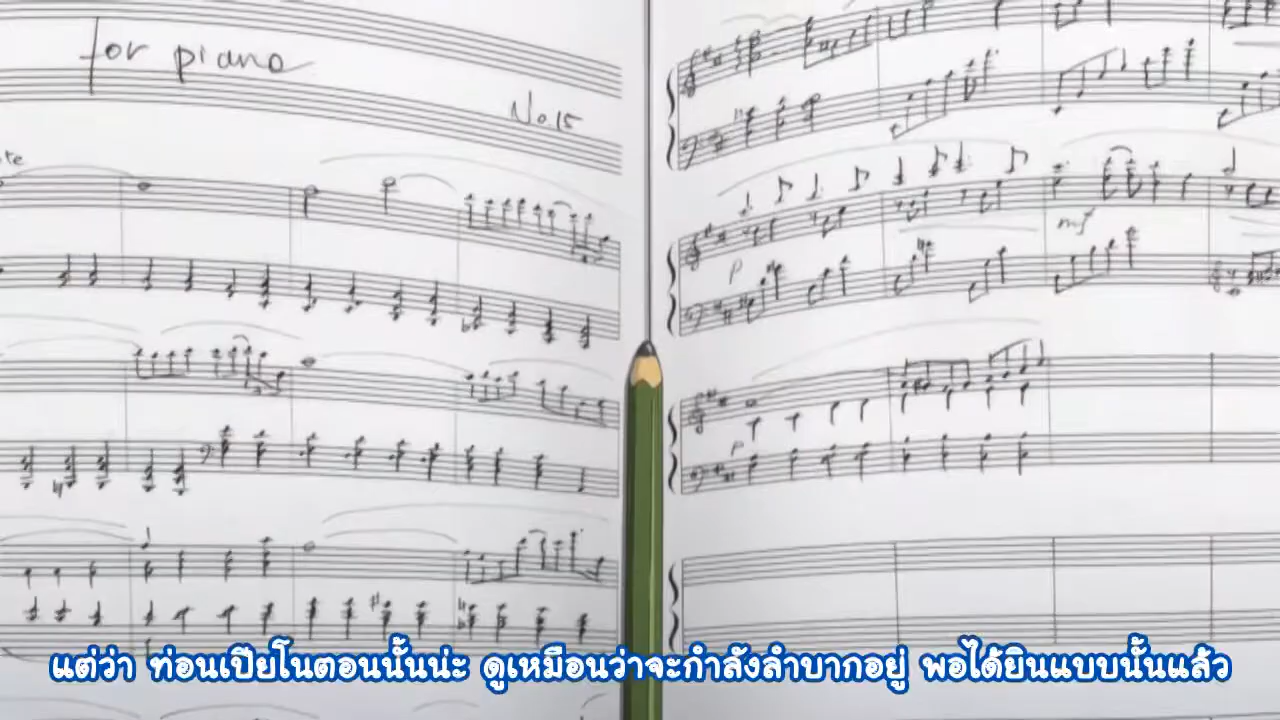 for piano
No.15
te
p
mf
p
แต่ว่า ท่อนเปียโนตอนนั้นน่ะ ดูเหมือนว่าจะกำลังลำบากอยู่ พอได้ยินแบบนั้นแล้ว